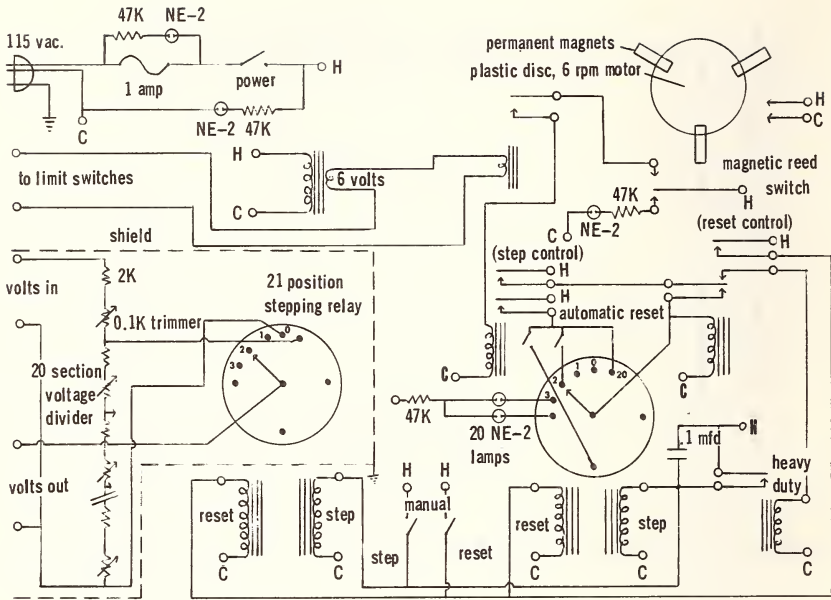 47K
NE-2
115 vac.
1 amp
power
H
C
NE-2
47K
permanent magnets
plastic disc, 6 rpm motor
H
C
to limit switches
H
C
6 volts
magnetic reed
switch
47K
H
C
NE-2
(reset control)
H
shield
(step control)
H
H
automatic reset
volts in
2K
0.1K trimmer
21 position
stepping relay
0
1
2
3
20 section
voltage
divider
C
0
1
2
3
20
C
47K
20 NE-2
lamps
.1 mfd
H
volts out
reset
step
H
H
manual
step
reset
reset
step
heavy
duty
C
C
C
C
C